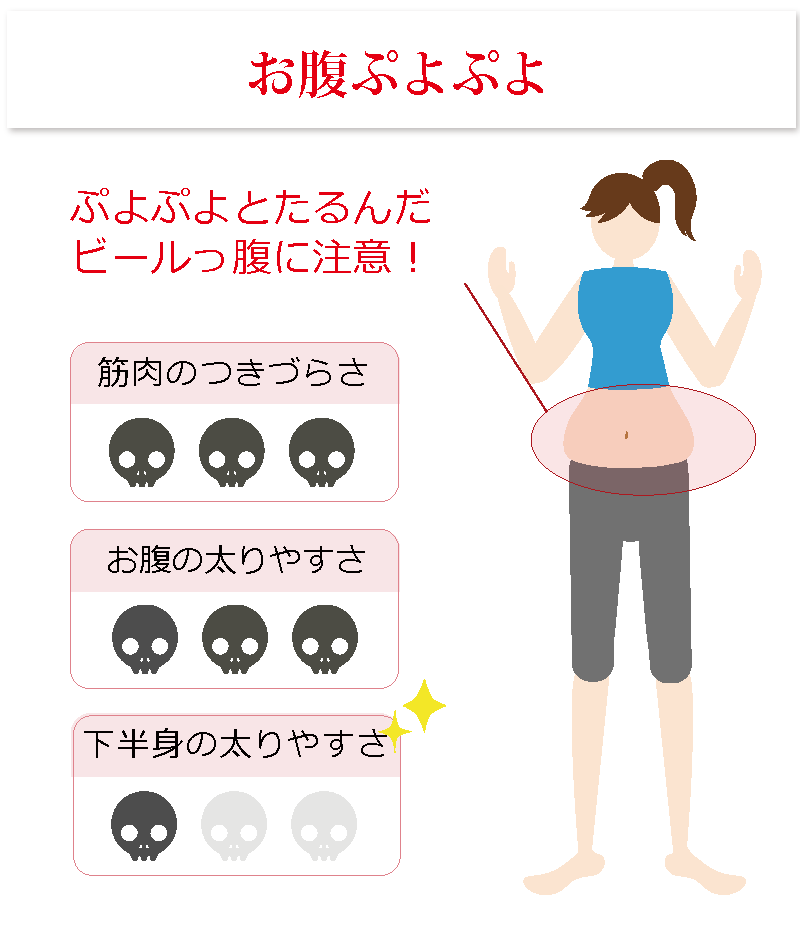 お腹ぷよぷよ
ぷよぷよとたるんだ
ビールっ腹に注意！
筋肉のつきづらさ
お腹の太りやすさ
下半身の太りやすさ